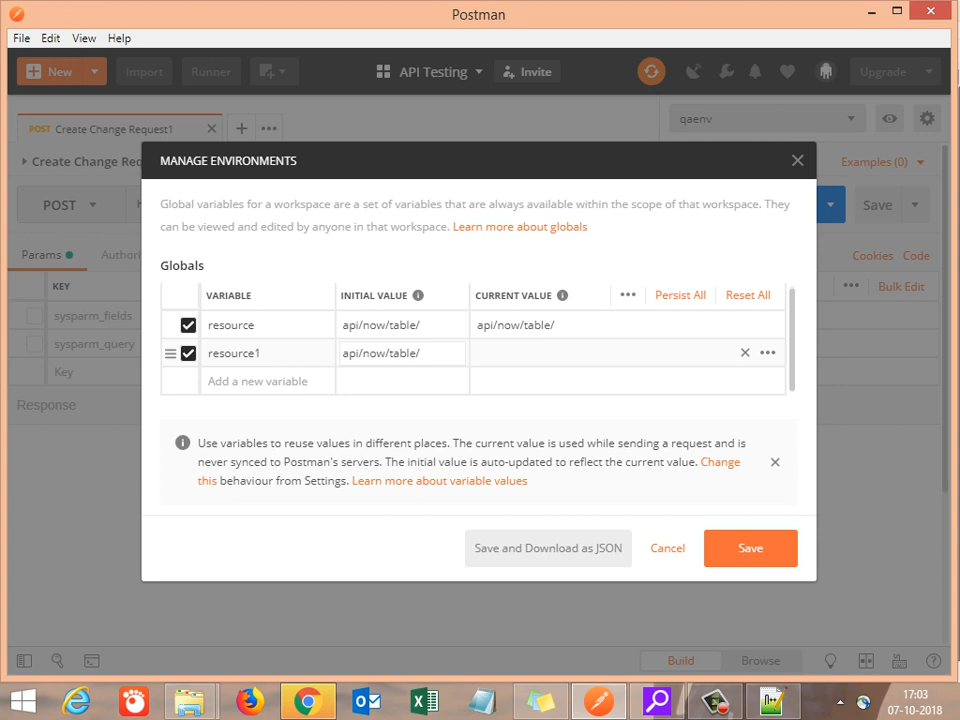 Postman
File Edit View Help
New Import Runner API Testing Invite Upgrade
POST Create Change Request1
qaenv
Create Change Req
Examples (0)
POST
Save
Params
Authori
Cookies Code
KEY
Bulk Edit
sysparm_fields
sysparm_query
Key
Response
MANAGE ENVIRONMENTS
Global variables for a workspace are a set of variables that are always available within the scope of that workspace. They
can be viewed and edited by anyone in that workspace. Learn more about globals
Globals
VARIABLE INITIAL VALUE CURRENT VALUE Persist All Reset All
resource api/now/table/ api/now/table/
resource1 api/now/table/
Add a new variable
Use variables to reuse values in different places. The current value is used while sending a request and is
never synced to Postman's servers. The initial value is auto-updated to reflect the current value. Change
this behaviour from Settings. Learn more about variable values
Save and Download as JSON Cancel Save
Build Browse
17:03
07-10-2018